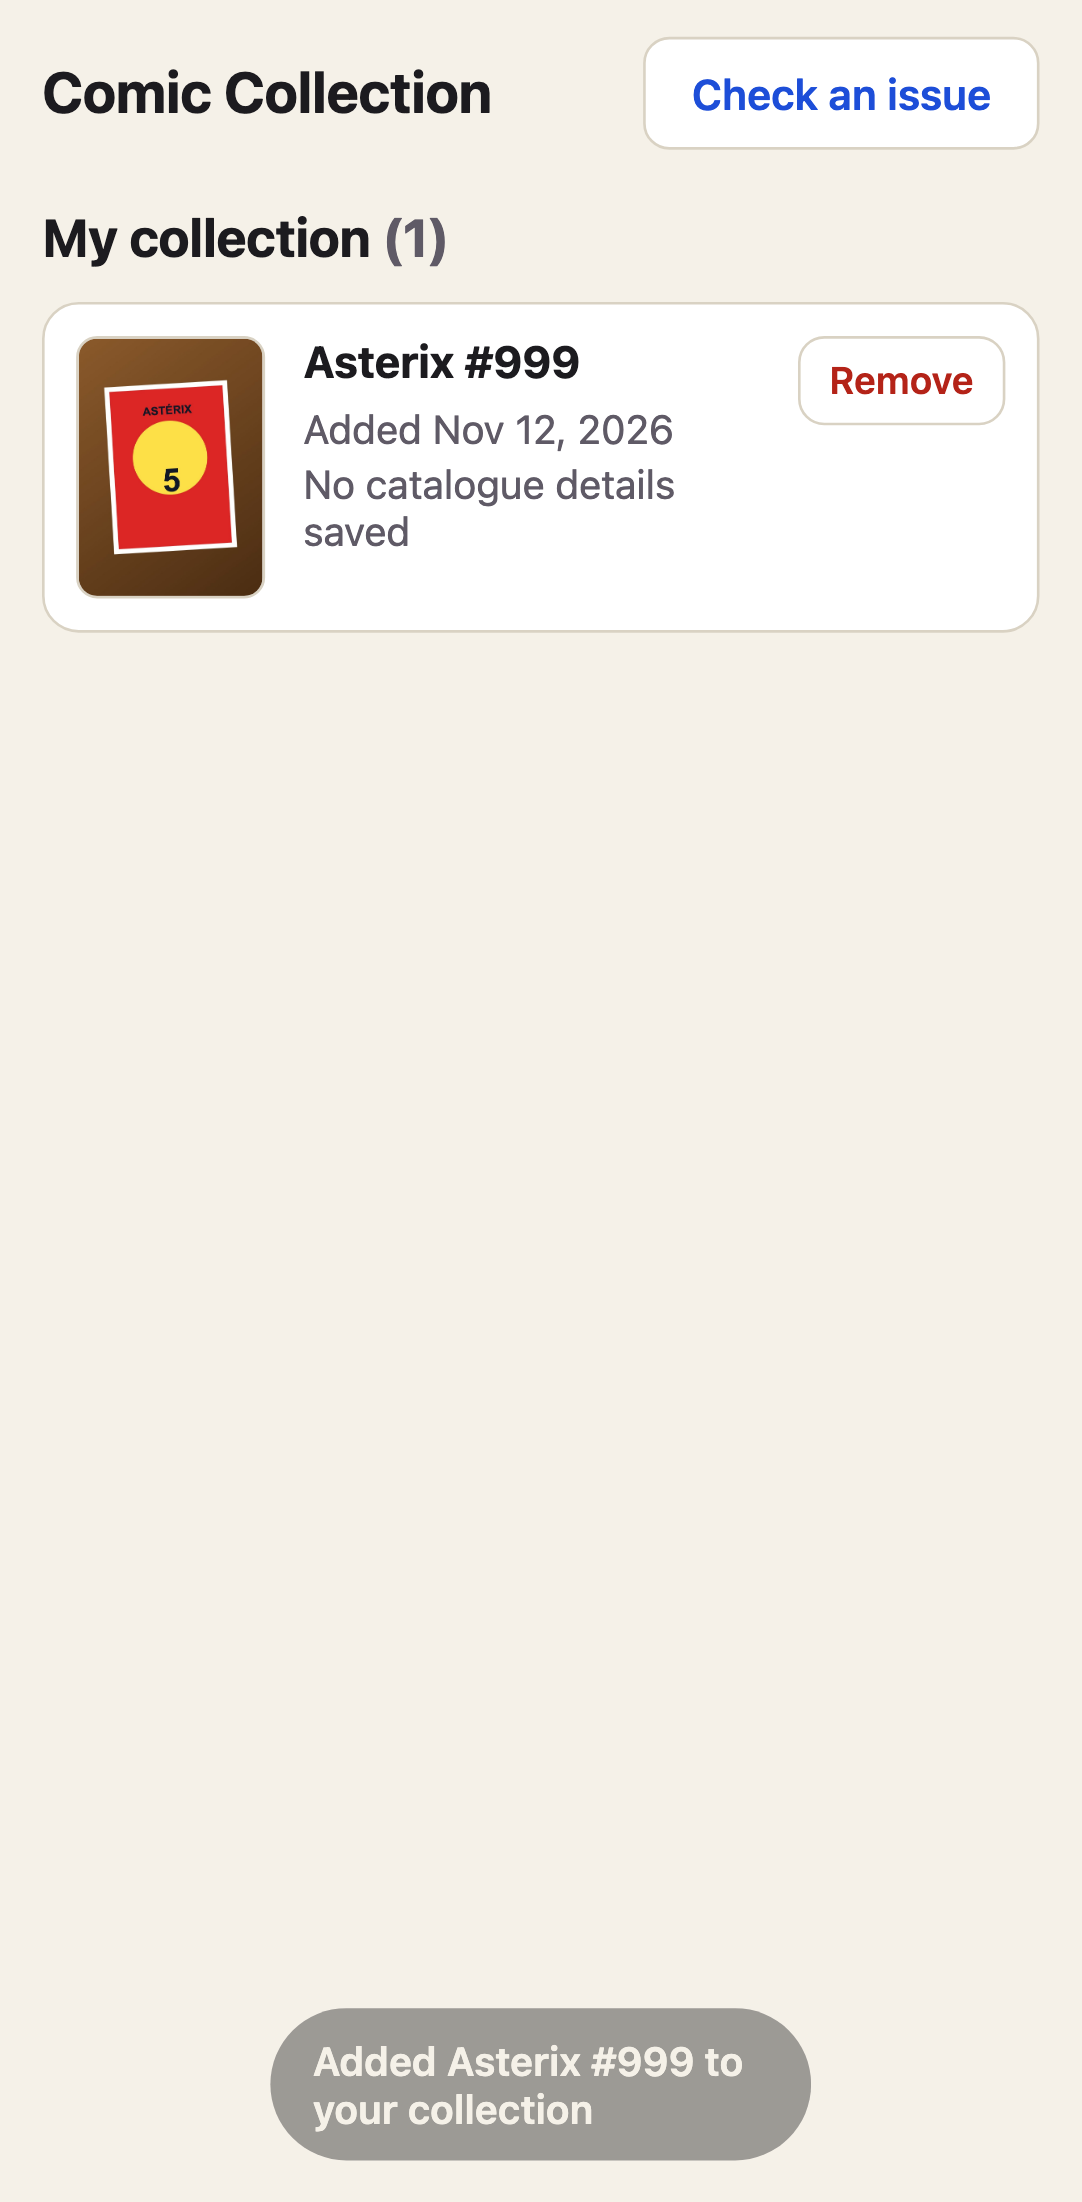 Comic Collection
Check an issue
My collection (1)
ASTÉRIX
5
Asterix #999
Added Nov 12, 2026
No catalogue details
saved
Remove
Added Asterix #999 to
your collection